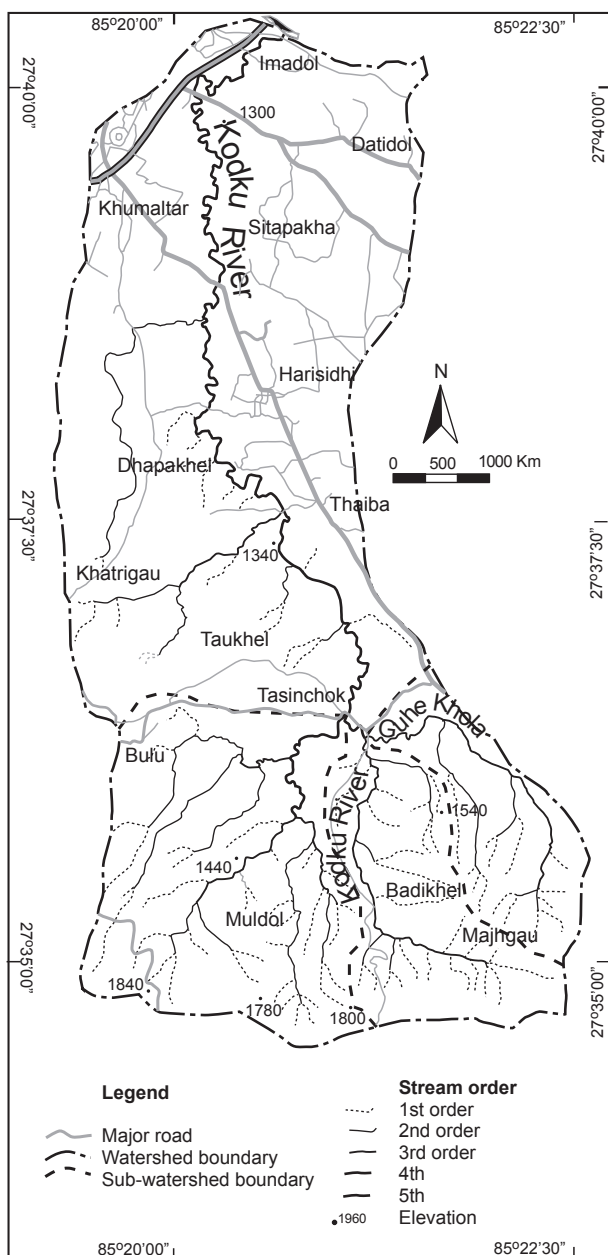 85º20'00”
85º22'30”
27º40'00”
27º40'00”
Imadol
1300
Datidol
Kodku River
Khumaltar
Sitapakha
Harisidhi
N
0 500 1000 Km
Dhapakhel
Thaiba
27º37'30”
27º37'30”
1340
Khatrigau
Taukhel
Tasinchok
Guhe Khola
Bulu
Kodku River
1540
1440
Badikhel
Muldol
Majhgau
27º35'00”
27º35'00”
1840
1780
1800
Legend
Major road
Watershed boundary
Sub-watershed boundary
Stream order
1st order
2nd order
3rd order
4th
5th
1960 Elevation
85º20'00”
85º22'30”